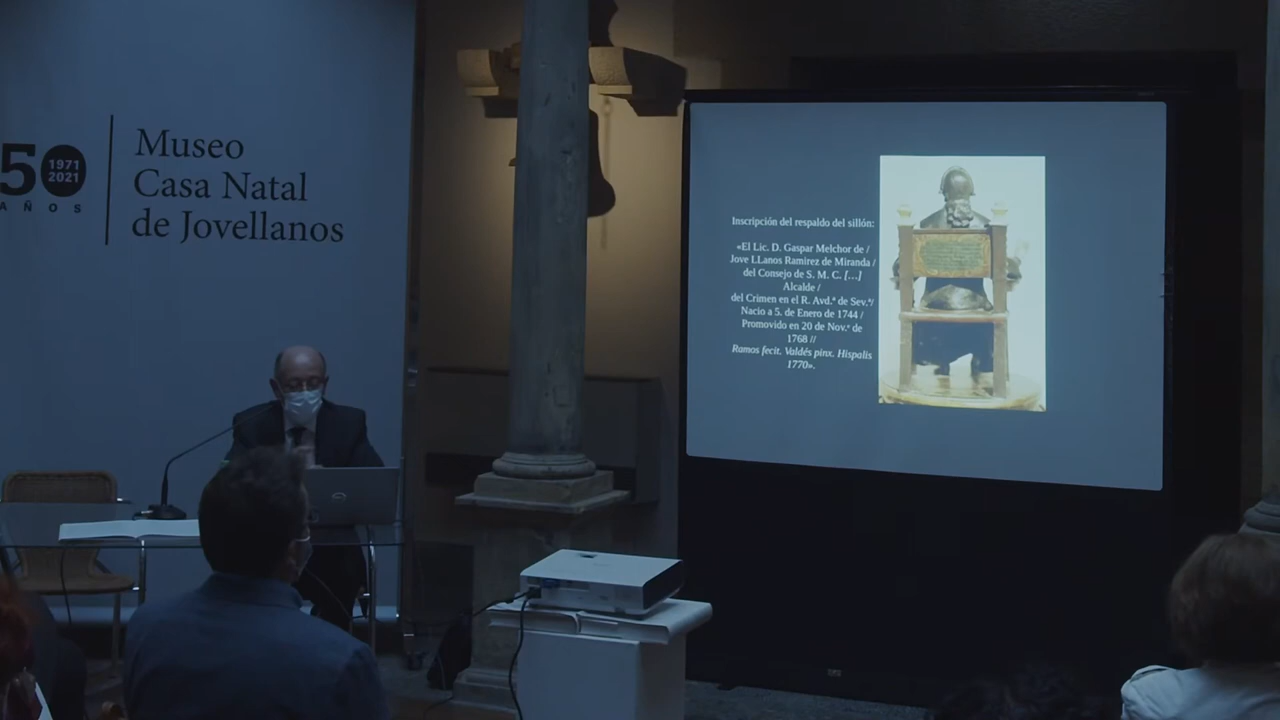 50
1971
2021
AÑOS
Museo
Casa Natal
de Jovellanos
Inscripción del respaldo del sillón:
«El Lic. D. Gaspar Melchor de /
Jove LLanos Ramirez de Miranda /
del Consejo de S. M. C. [...]
Alcalde /
del Crimen en el R. Avd.ª de Sev.ª/
Nacio a 5. de Enero de 1744 /
Promovido en 20 de Nov.e de
1768 //
Ramos fecit. Valdés pinx. Hispalis
1770».